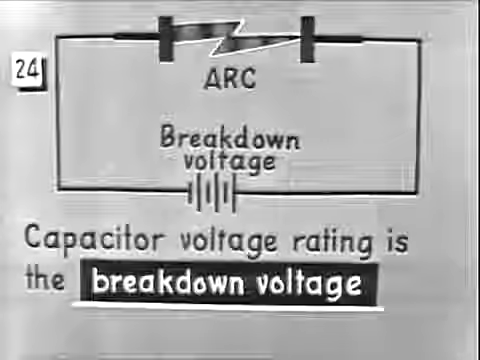 24
ARC
Breakdown
voltage
Capacitor voltage rating is
the breakdown voltage